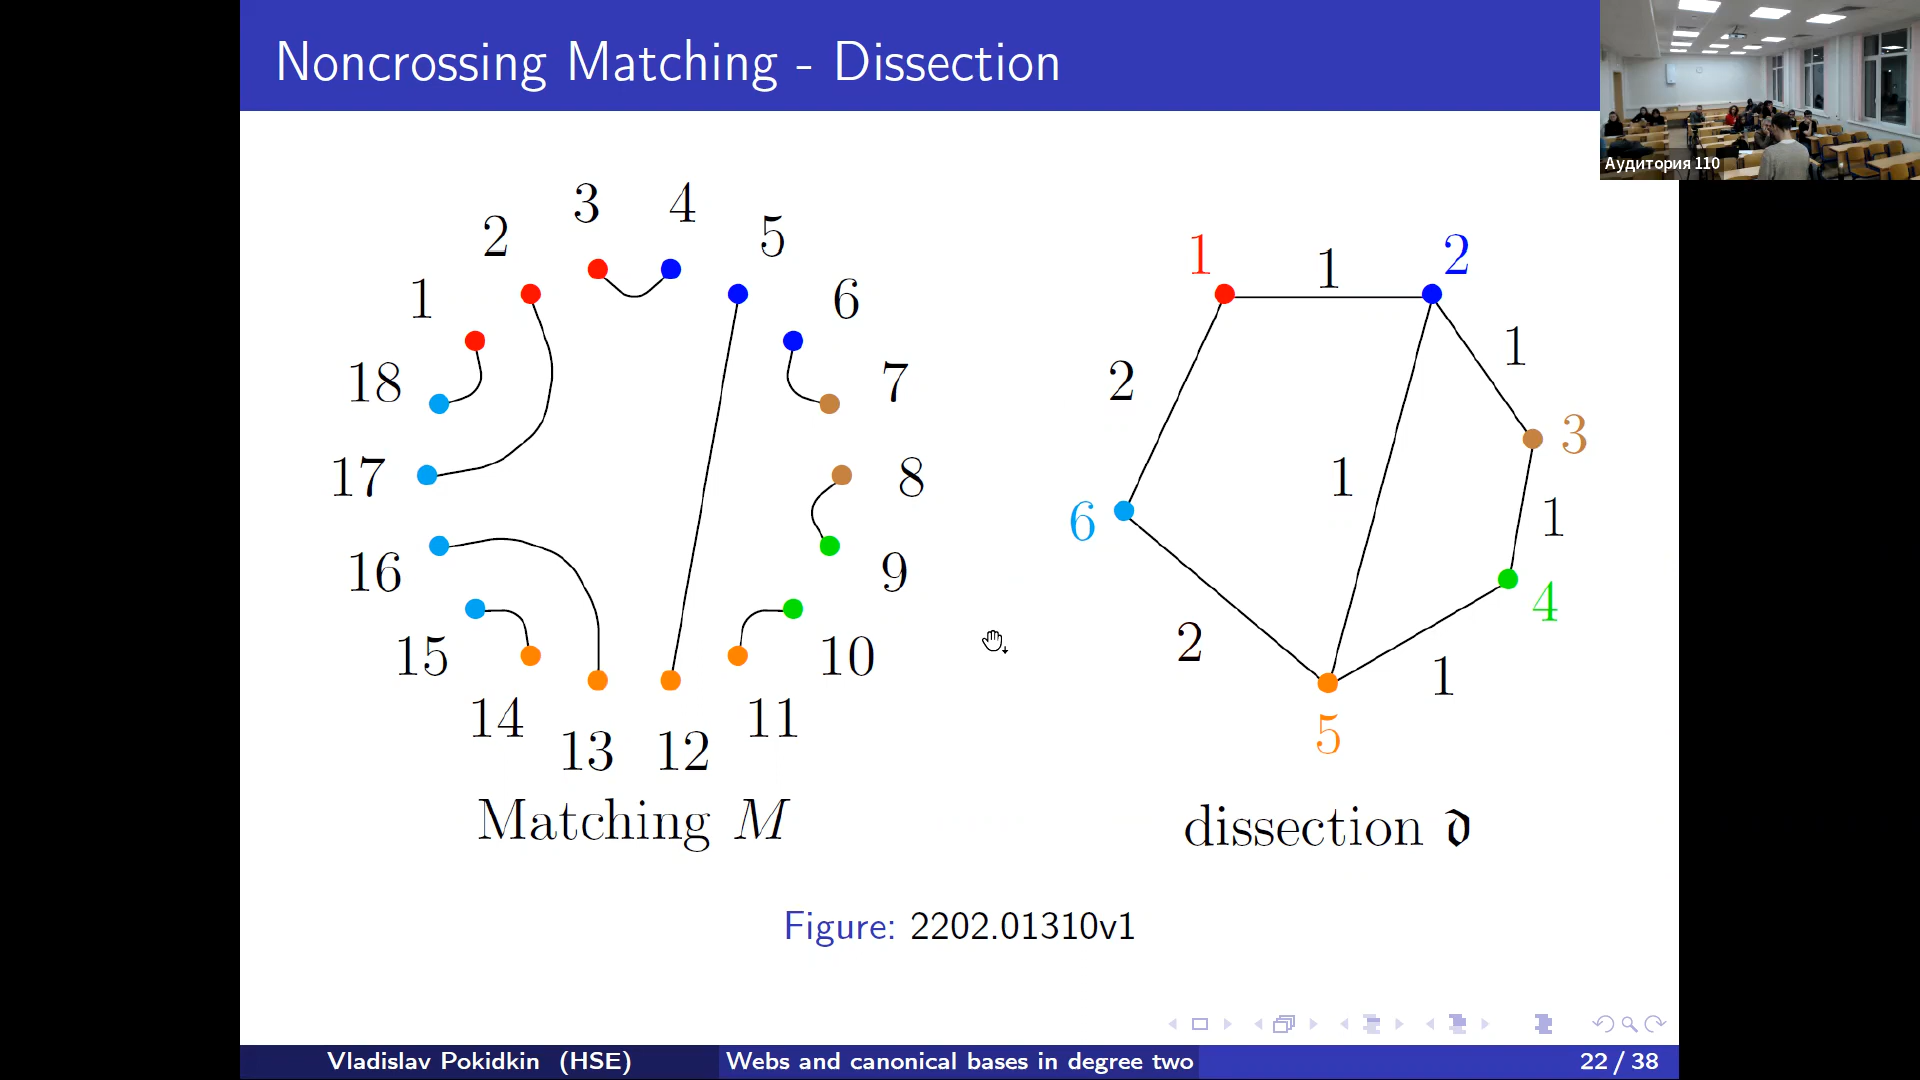 Noncrossing Matching - Dissection
Аудитория 110
3 4
2 5
1 6
18 7
17 8
16 9
15 10
14 11
13 12
Matching M
1 1 2
2 1
3
1 1
6 4
2 1
5
dissection 𝔡
Figure: 2202.01310v1
Vladislav Pokidkin (HSE) Webs and canonical bases in degree two 22 / 38